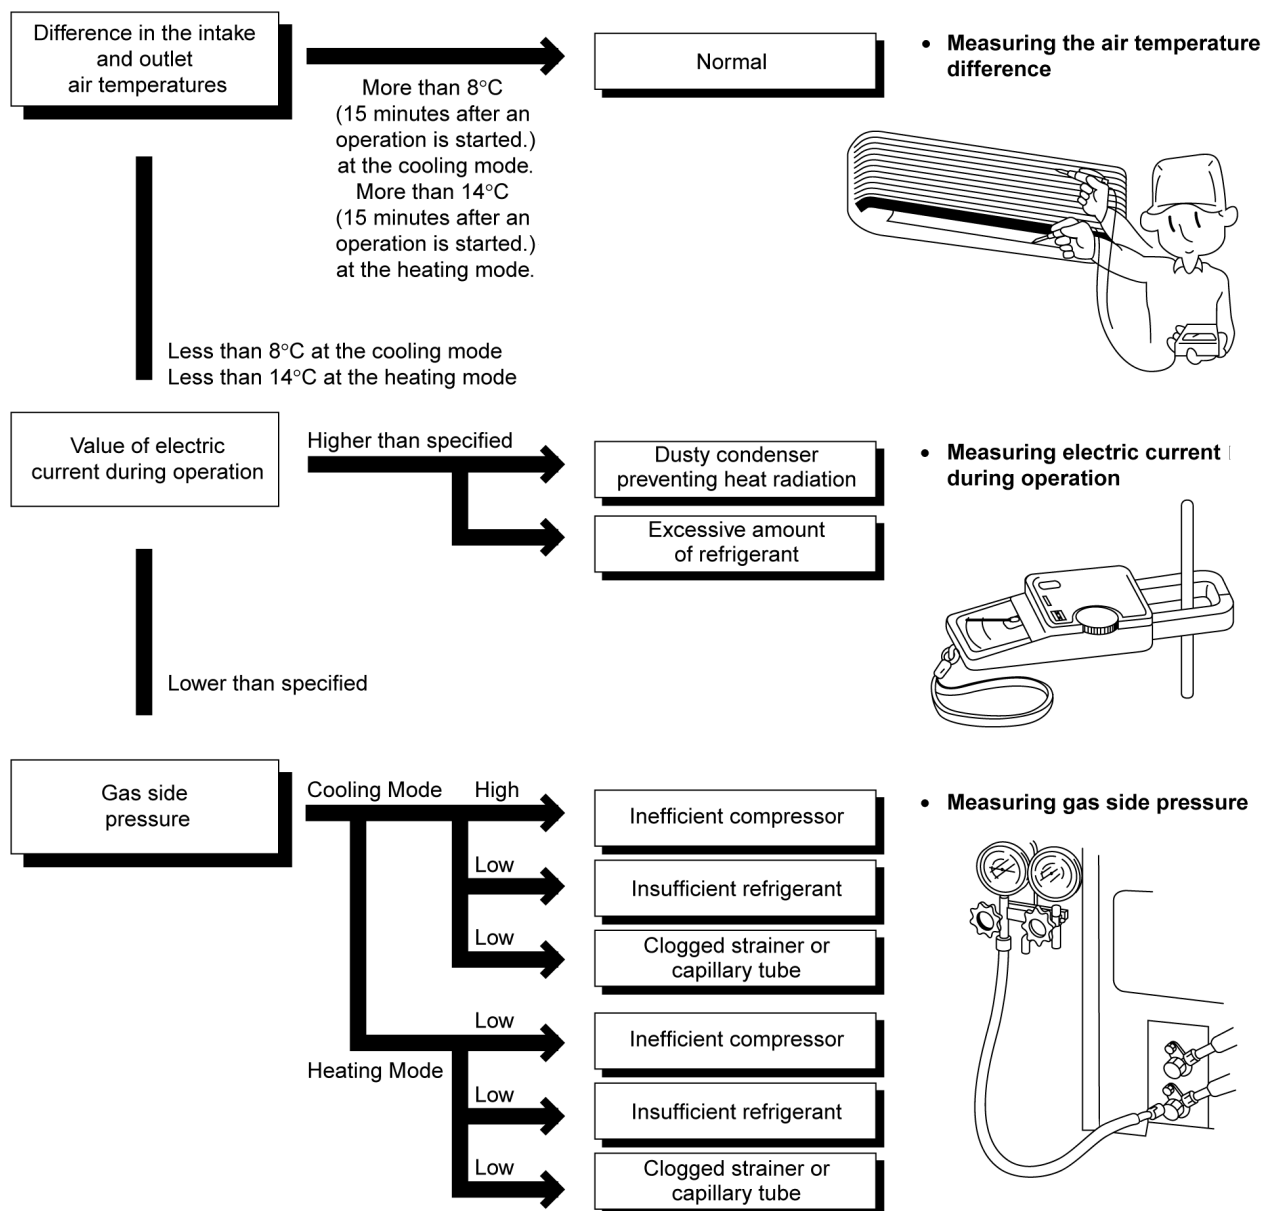 Difference in the intake
and outlet
air temperatures
More than 8°C
(15 minutes after an
operation is started.)
at the cooling mode.
More than 14°C
(15 minutes after an
operation is started.)
at the heating mode.
Normal
• Measuring the air temperature
difference
Less than 8°C at the cooling mode
Less than 14°C at the heating mode
Value of electric
current during operation
Higher than specified
Dusty condenser
preventing heat radiation
Excessive amount
of refrigerant
• Measuring electric current
during operation
Lower than specified
Gas side
pressure
Cooling Mode
High
Inefficient compressor
Low
Insufficient refrigerant
Low
Clogged strainer or
capillary tube
• Measuring gas side pressure
Heating Mode
Low
Inefficient compressor
Low
Insufficient refrigerant
Low
Clogged strainer or
capillary tube